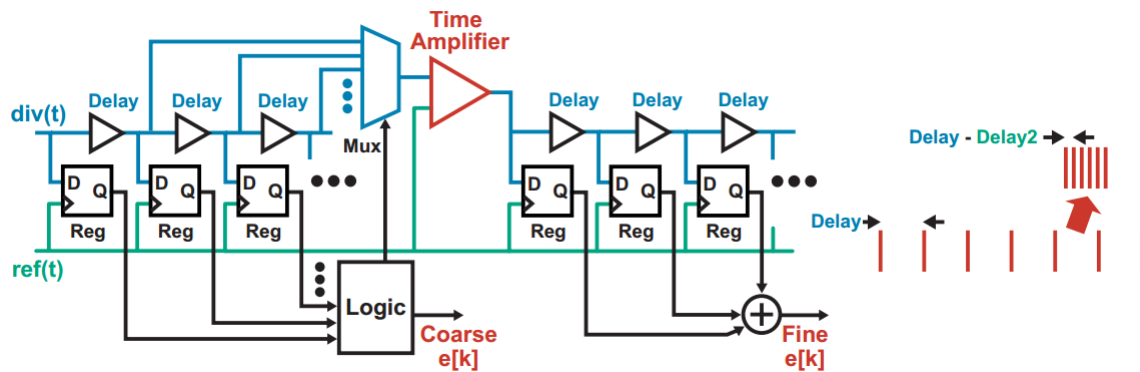 Time
Amplifier
div(t)
Delay
Delay
Delay
Mux
Delay
Delay
Delay
Delay - Delay2
D
Q
D
Q
D
Q
D
Q
D
Q
D
Q
Reg
Reg
Reg
Reg
Reg
Reg
Delay
ref(t)
Logic
Coarse
e[k]
+
Fine
e[k]